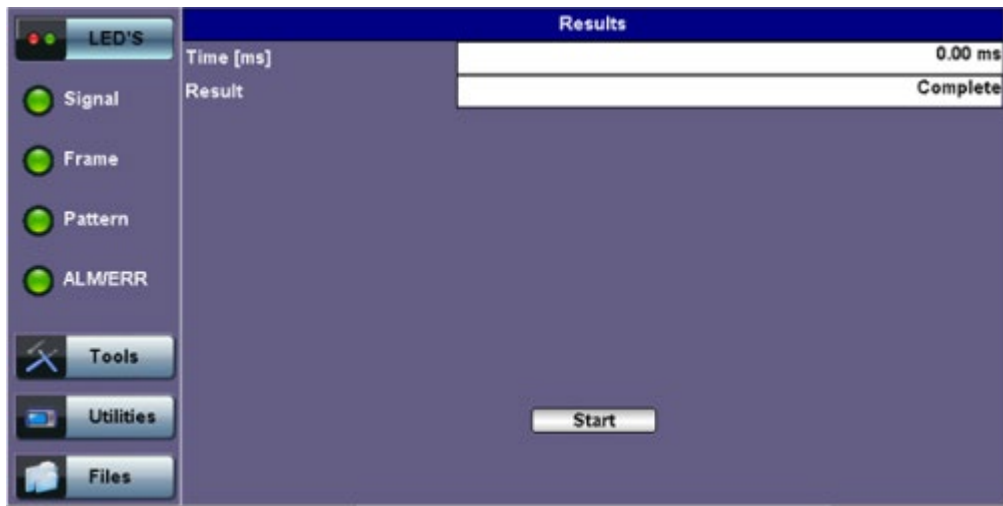 LED'S
Signal
Frame
Pattern
ALM/ERR
Tools
Utilities
Files
Results
Time [ms] 0.00 ms
Result Complete
Start